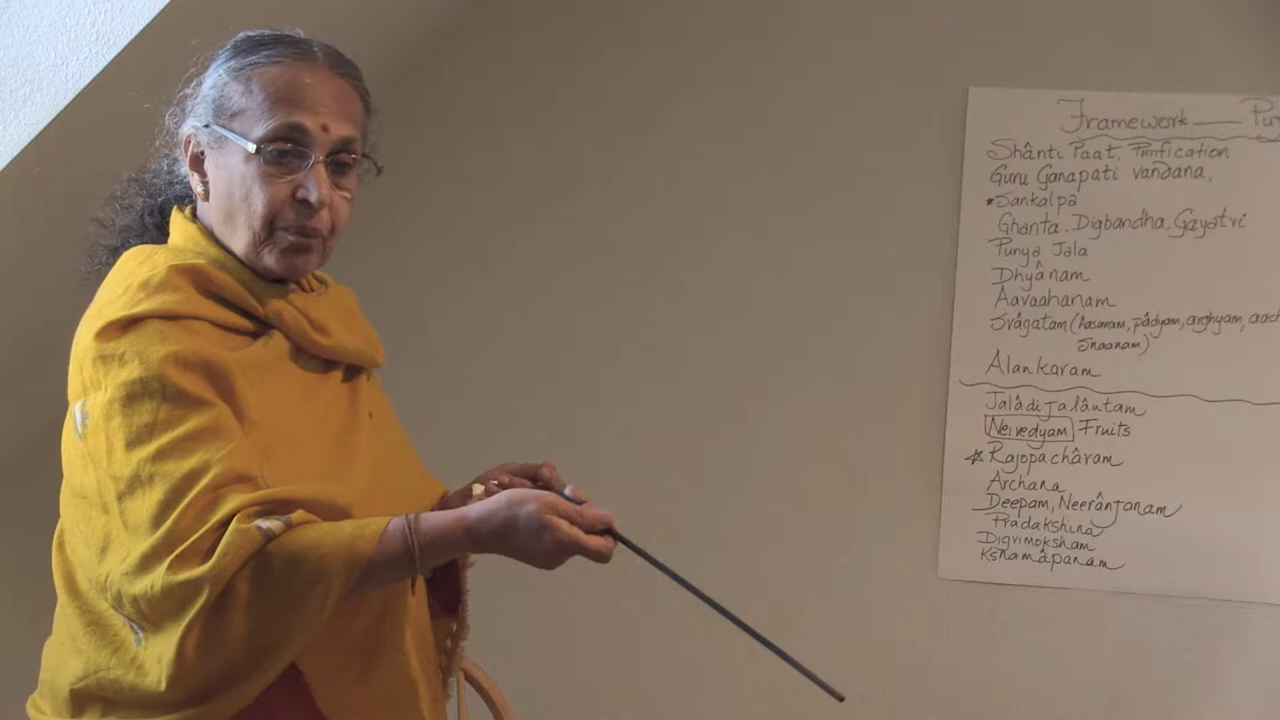 Framework — Pu
Shânti Paat, Purification
Guru Ganapati vandana,
*Sankalpa
Ghanta. Digbandha, Gayatri
Punya Jala
Dhyânam
Aavaahanam
Svâgatam (Aasanam, pâdyam, arghyam, aach
Snaanam)
Alankaram
Jalâdi jalântam
Neivedyam Fruits
☆ Rajopachâram
Archana
Deepam, Neerânjanam
Pradakshina
Digvimoksham
Kshamâpanam